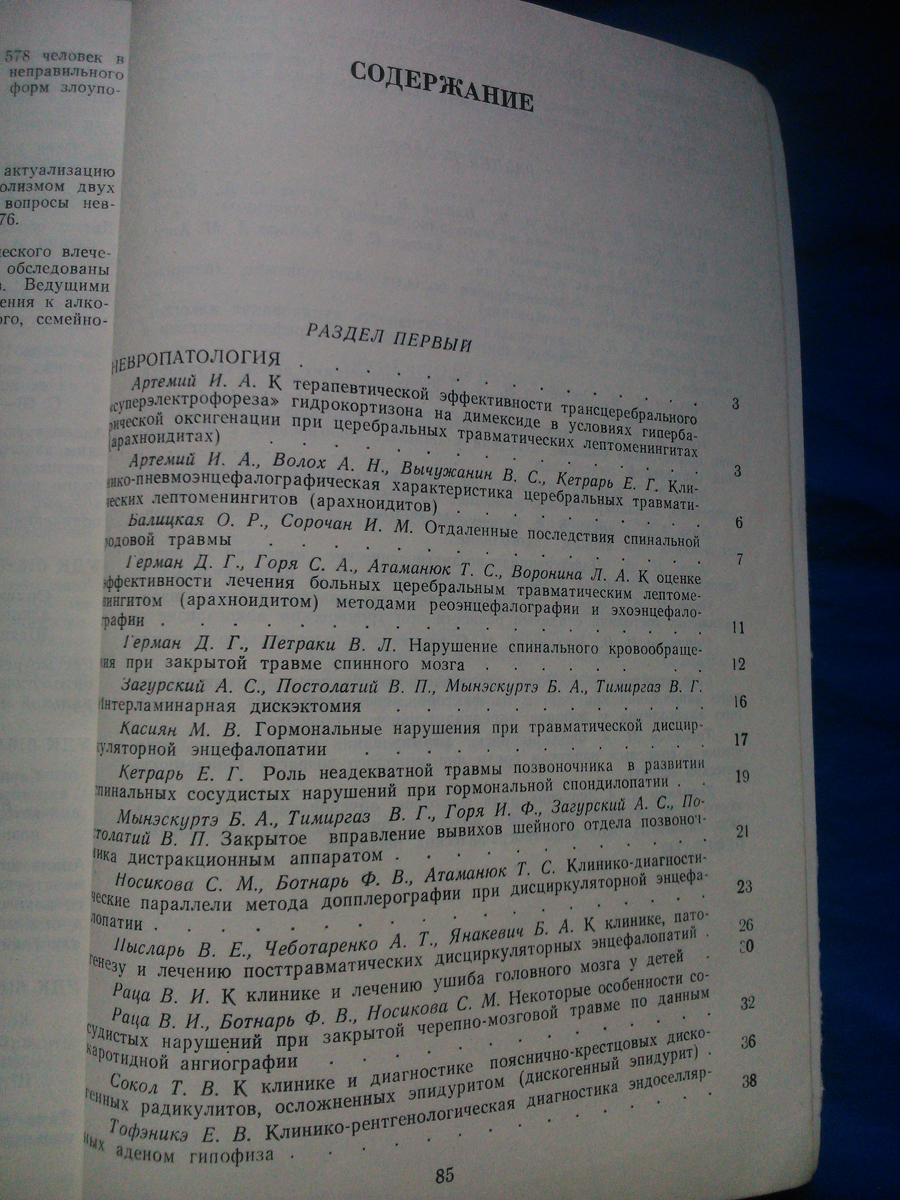 578 человек в
неправильного
форм злоупо-
актуализацию
олизмом двух
вопросы нев-
76.
еского влече-
обследованы
в. Ведущими
ения к алко-
ого, семейно-
СОДЕРЖАНИЕ
РАЗДЕЛ ПЕРВЫЙ
НЕВРОПАТОЛОГИЯ . . . . . . . . . 3
Артемий И. А. К терапевтической эффективности трансцеребрального
«суперэлектрофореза» гидрокортизона на димексиде в условиях гиперба-
рической оксигенации при церебральных травматических лептоменингитах
(арахноидитах) . . . . . . . . . . 3
Артемий И. А., Волох А. Н., Вычужанин В. С., Кетрарь Е. Г. Кли-
нико-пневмоэнцефалографическая характеристика церебральных травмати-
ческих лептоменингитов (арахноидитов) . . . . . . 6
Балицкая О. Р., Сорочан И. М. Отдаленные последствия спинальной
родовой травмы . . . . . . . . . . 7
Герман Д. Г., Горя С. А., Атаманюк Т. С., Воронина Л. А. К оценке
эффективности лечения больных церебральным травматическим лептоме-
нингитом (арахноидитом) методами реоэнцефалографии и эхоэнцефало-
графии . . . . . . . . . . . . 11
Герман Д. Г., Петраки В. Л. Нарушение спинального кровообраще-
ния при закрытой травме спинного мозга . . . . . . 12
Загурский А. С., Постолатий В. П., Мынэскуртэ Б. А., Тимиргаз В. Г.
Интерламинарная дискэктомия . . . . . . . . 16
Касиян М. В. Гормональные нарушения при травматической дисцир-
куляторной энцефалопатии . . . . . . . . 17
Кетрарь Е. Г. Роль неадекватной травмы позвоночника в развитии
спинальных сосудистых нарушений при гормональной спондилопатии . . 19
Мынэскуртэ Б. А., Тимиргаз В. Г., Горя И. Ф., Загурский А. С., По-
столатий В. П. Закрытое вправление вывихов шейного отдела позвоноч-
ника дистракционным аппаратом . . . . . . . . 21
Носикова С. М., Ботнарь Ф. В., Атаманюк Т. С. Клинико-диагности-
ческие параллели метода допплерографии при дисциркуляторной энцефа-
лопатии . . . . . . . . . . . . 23
Пысларь В. Е., Чеботаренко А. Т., Янакевич Б. А. К клинике, пато-
генезу и лечению посттравматических дисциркуляторных энцефалопатий . 26
Раца В. И. К клинике и лечению ушиба головного мозга у детей . 30
Раца В. И., Ботнарь Ф. В., Носикова С. М. Некоторые особенности со-
судистых нарушений при закрытой черепно-мозговой травме по данным
каротидной ангиографии . . . . . . . . . 32
Сокол Т. В. К клинике и диагностике пояснично-крестцовых диско-
генных радикулитов, осложненных эпидуритом (дискогенный эпидурит) . 36
Тофэникэ Е. В. Клинико-рентгенологическая диагностика эндоселляр-
ных аденом гипофиза . . . . . . . . . . 38
85